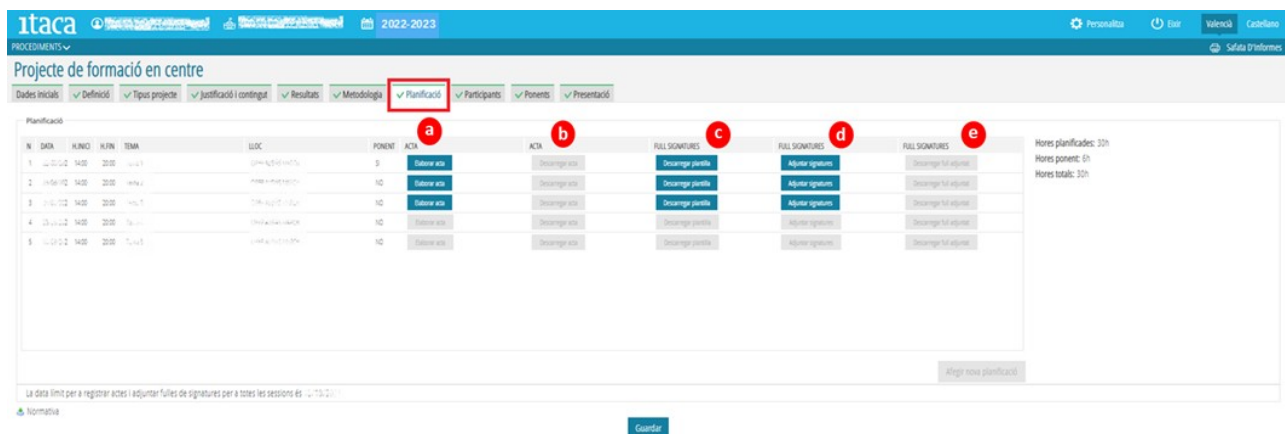 ıtaca 2022-2023 Personalitza Eixir Valencià Castellano
PROCEDIMENTS Safata D'Informes
Projecte de formació en centre
Dades inicials Definició Tipus projecte Justificació i contingut Resultats Metodologia Planificació Participants Ponents Presentació
Planificació
a b c d e
N DATA H.INICI H.FIN TEMA LLOC PONENT ACTA ACTA FULL SIGNATURES FULL SIGNATURES FULL SIGNATURES
1 14:00 20:00 SI Elaborar acta Descarregar acta Descarregar plantilla Adjuntar signatures Descarregar full adjuntat
2 14:00 20:00 NO Elaborar acta Descarregar acta Descarregar plantilla Adjuntar signatures Descarregar full adjuntat
3 14:00 20:00 NO Elaborar acta Descarregar acta Descarregar plantilla Adjuntar signatures Descarregar full adjuntat
4 14:00 20:00 NO Elaborar acta Descarregar acta Descarregar plantilla Adjuntar signatures Descarregar full adjuntat
5 14:00 20:00 NO Elaborar acta Descarregar acta Descarregar plantilla Adjuntar signatures Descarregar full adjuntat
Hores planificades: 30h
Hores ponent: 6h
Hores totals: 30h
Afegir nova planificació
La data límit per a registrar actes i adjuntar fulles de signatures per a totes les sessions és
Normativa
Guardar